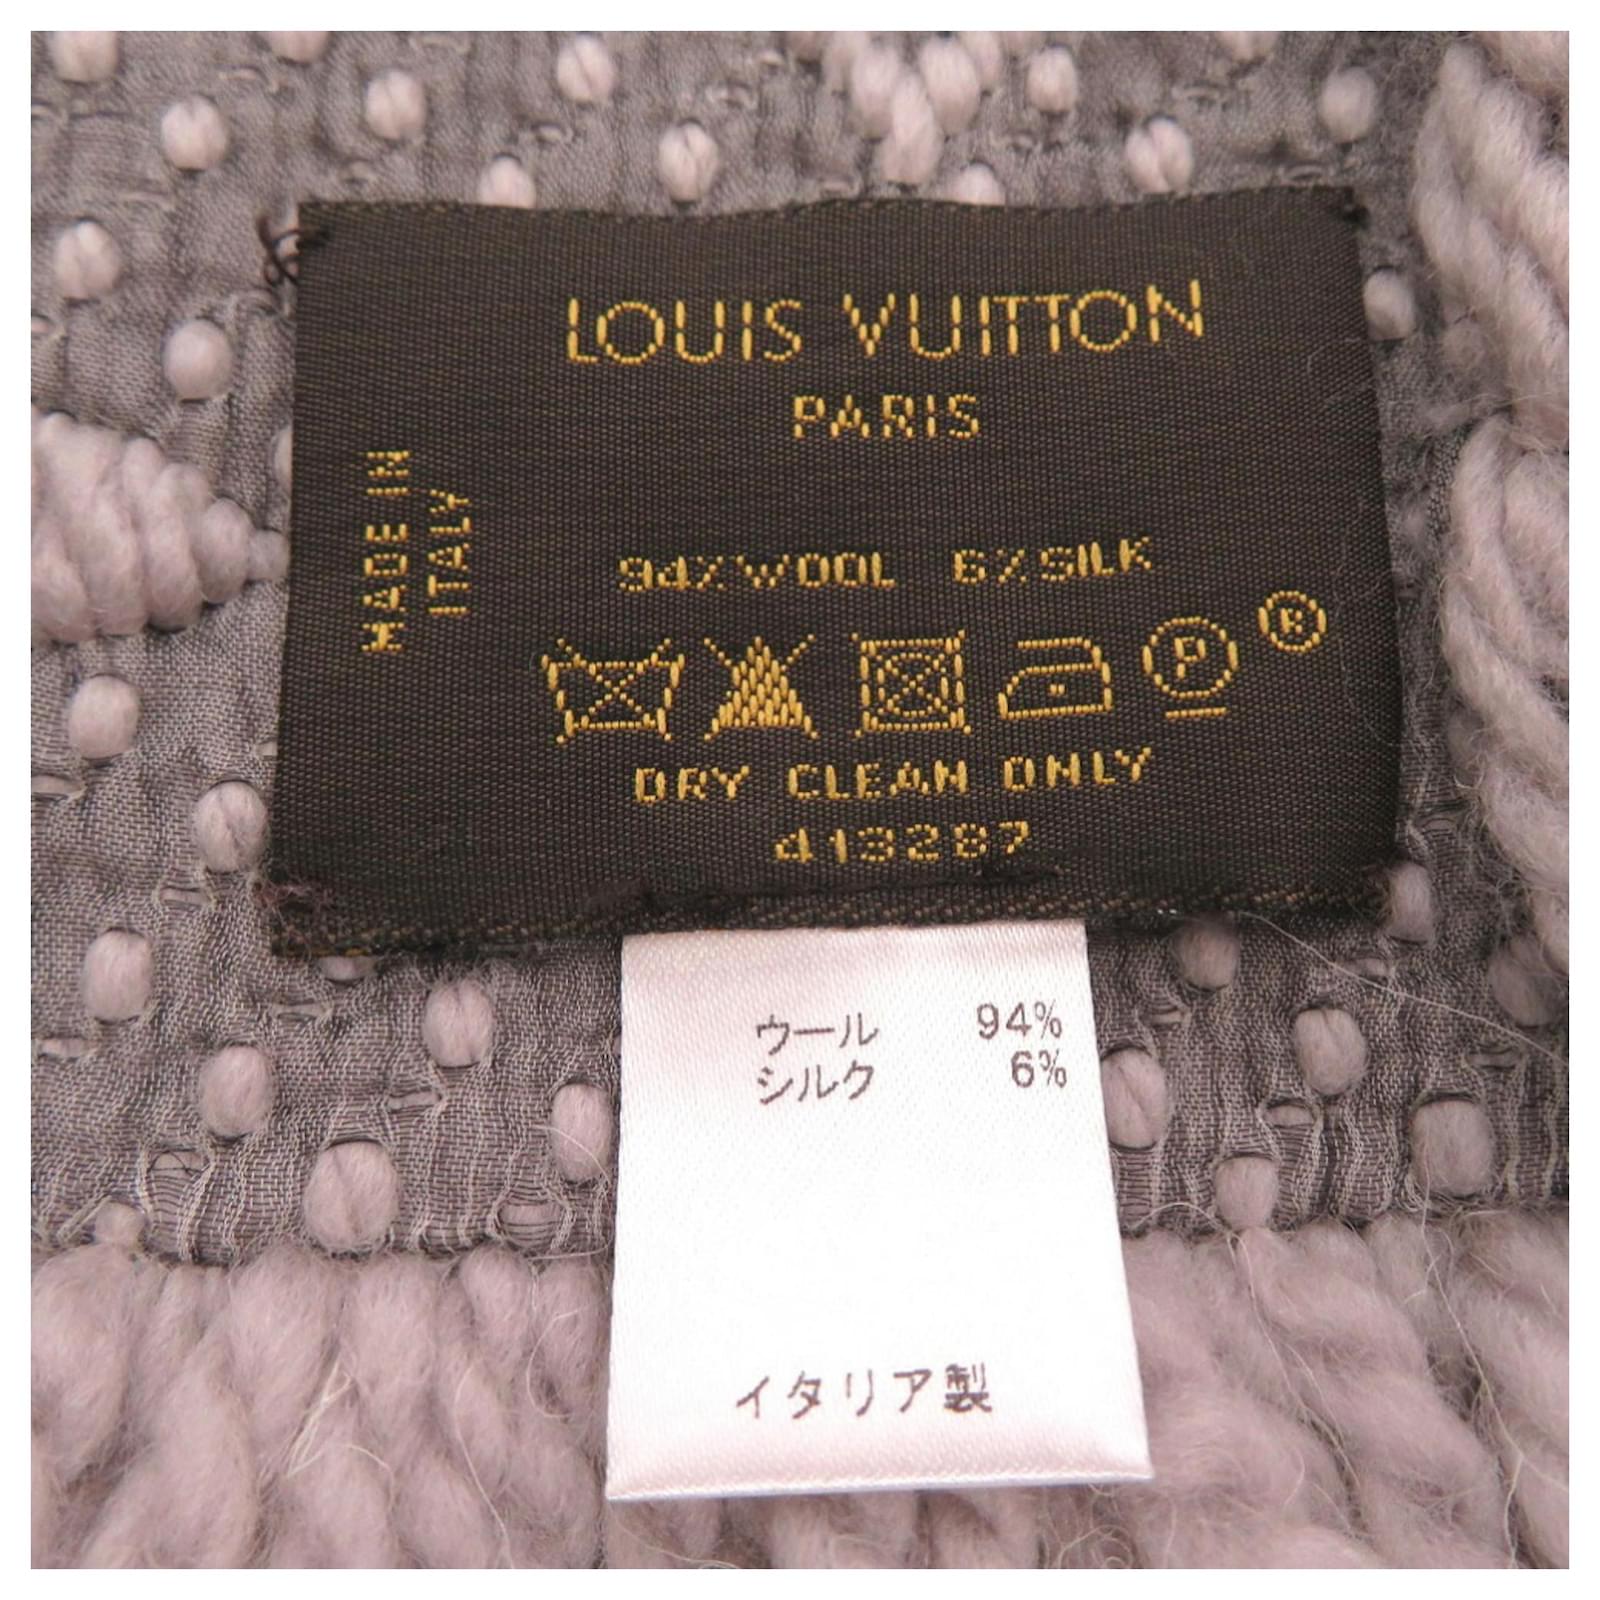 LOUIS VUITTON
PARIS
MADE IN
ITALY
94% WOOL 6% SILK
P
®
DRY CLEAN ONLY
413287
ウール 94%
シルク 6%
イタリア製